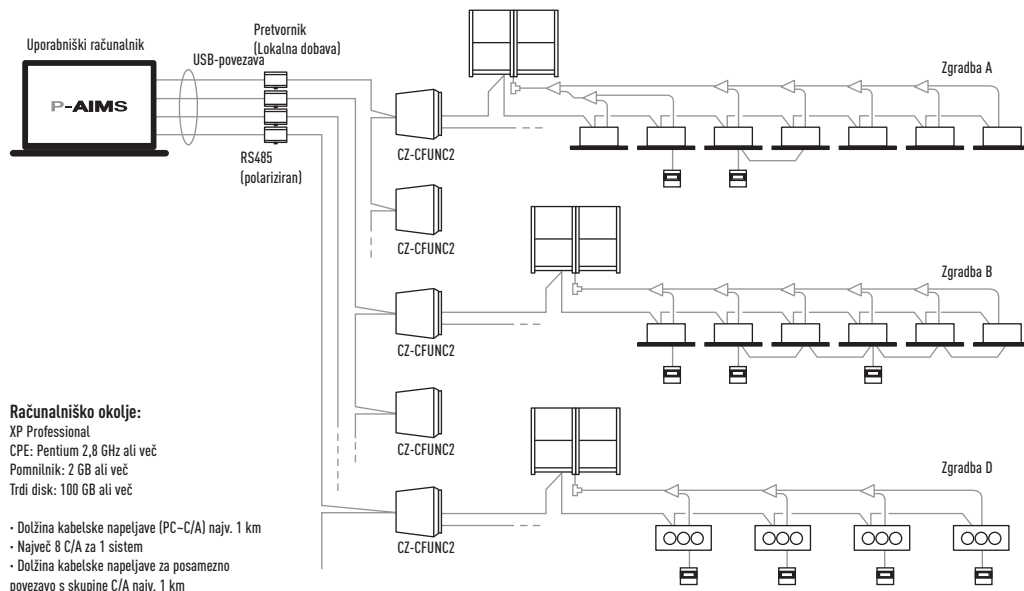 Uporabniški računalnik
P-AIMS
USB-povezava
Pretvornik
(Lokalna dobava)
RS485
(polariziran)
CZ-CFUNC2
CZ-CFUNC2
CZ-CFUNC2
CZ-CFUNC2
CZ-CFUNC2
Zgradba A
Zgradba B
Zgradba D
Računalniško okolje:
XP Professional
CPE: Pentium 2,8 GHz ali več
Pomnilnik: 2 GB ali več
Trdi disk: 100 GB ali več
• Dolžina kabelske napeljave (PC~C/A) najv. 1 km
• Največ 8 C/A za 1 sistem
• Dolžina kabelske napeljave za posamezno
povezavo s skupine C/A najv. 1 km